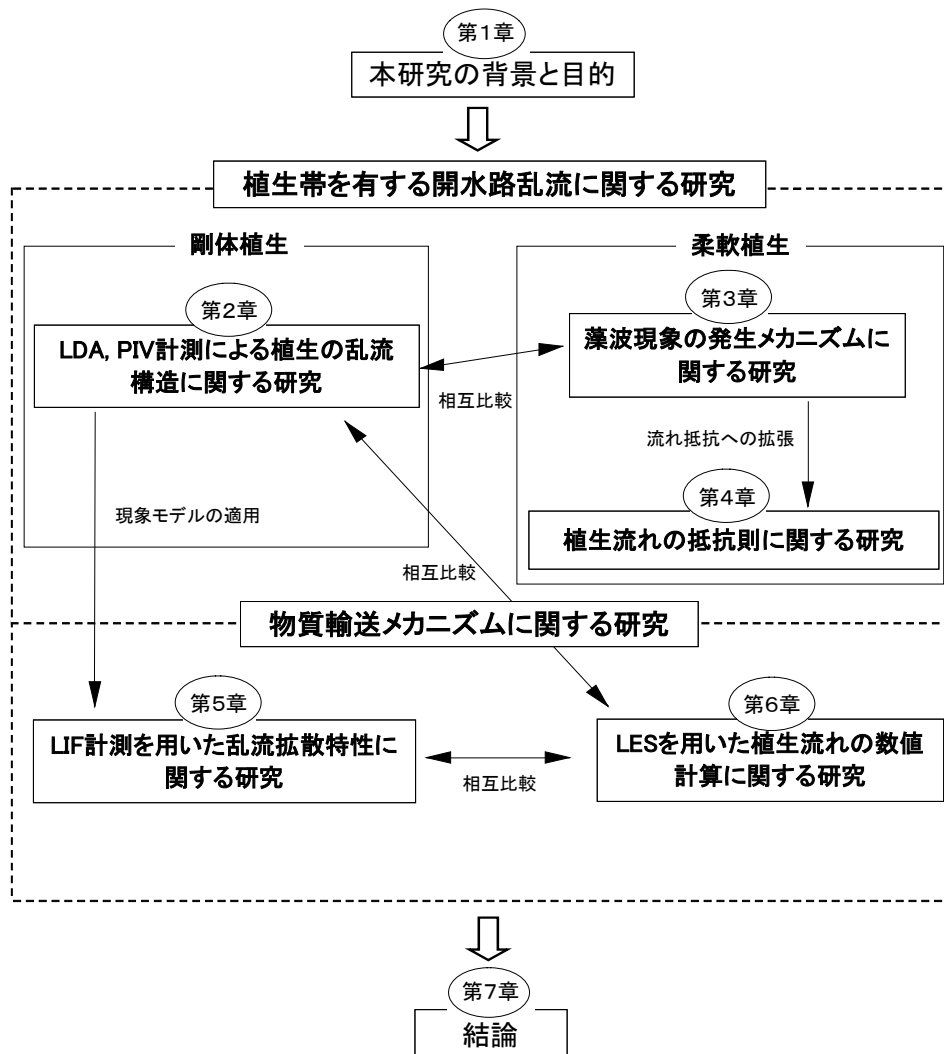 第1章
本研究の背景と目的
植生帯を有する開水路乱流に関する研究
剛体植生
第2章
LDA, PIV計測による植生の乱流
構造に関する研究
柔軟植生
第3章
藻波現象の発生メカニズムに
関する研究
相互比較
流れ抵抗への拡張
第4章
植生流れの抵抗則に関する研究
現象モデルの適用
相互比較
物質輸送メカニズムに関する研究
第5章
LIF計測を用いた乱流拡散特性に
関する研究
相互比較
第6章
LESを用いた植生流れの数値
計算に関する研究
第7章
結論